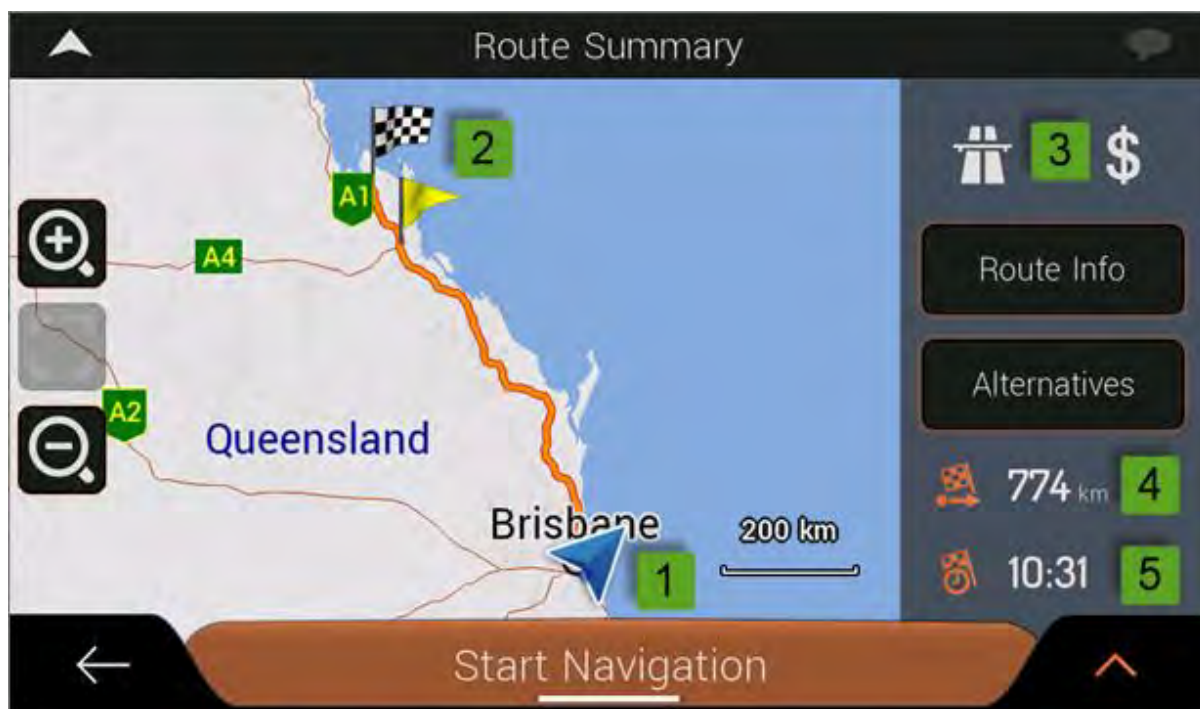 Route Summary
2
3 $
A1
A4
Route Info
Alternatives
A2
Queensland
774 km 4
Brisbane
200 km
1
10:31 5
Start Navigation